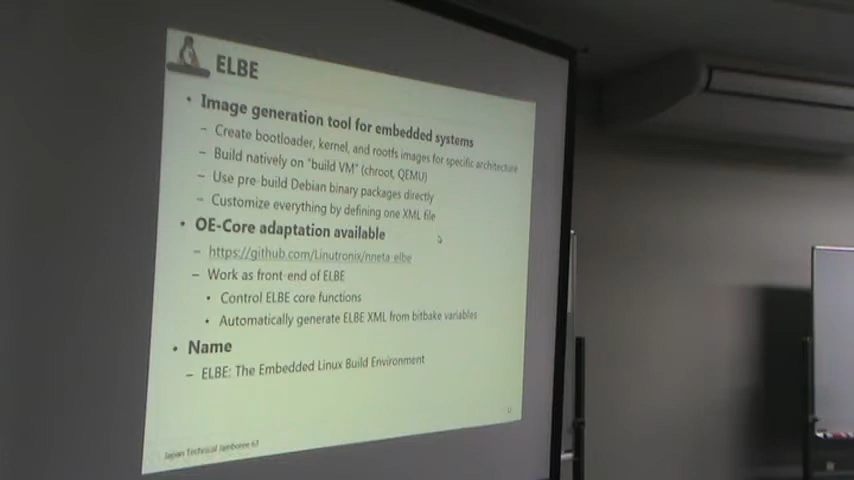 ELBE
• Image generation tool for embedded systems
– Create bootloader, kernel, and rootfs images for specific architecture
– Build natively on "build VM" (chroot, QEMU)
– Use pre-build Debian binary packages directly
– Customize everything by defining one XML file
• OE-Core adaptation available
– https://github.com/Linutronix/nneta-elbe
– Work as front-end of ELBE
• Control ELBE core functions
• Automatically generate ELBE XML from bitbake variables
• Name
– ELBE: The Embedded Linux Build Environment
Japan Technical Jamboree 63